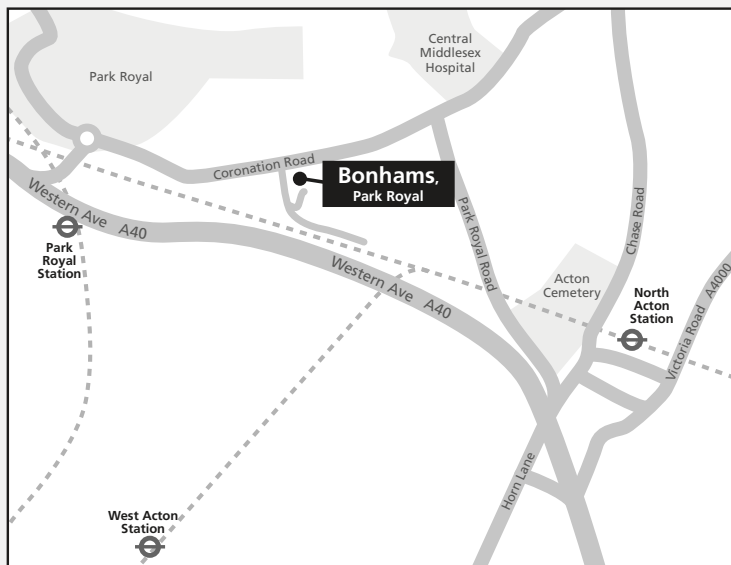 Central
Middlesex
Hospital
Park Royal
Coronation Road
Bonhams,
Park Royal
Western Ave A40
Park
Royal
Station
Park Royal Road
Chase Road
Western Ave A40
Acton
Cemetery
North
Acton
Station
Victoria Road A4000
Horn Lane
West Acton
Station